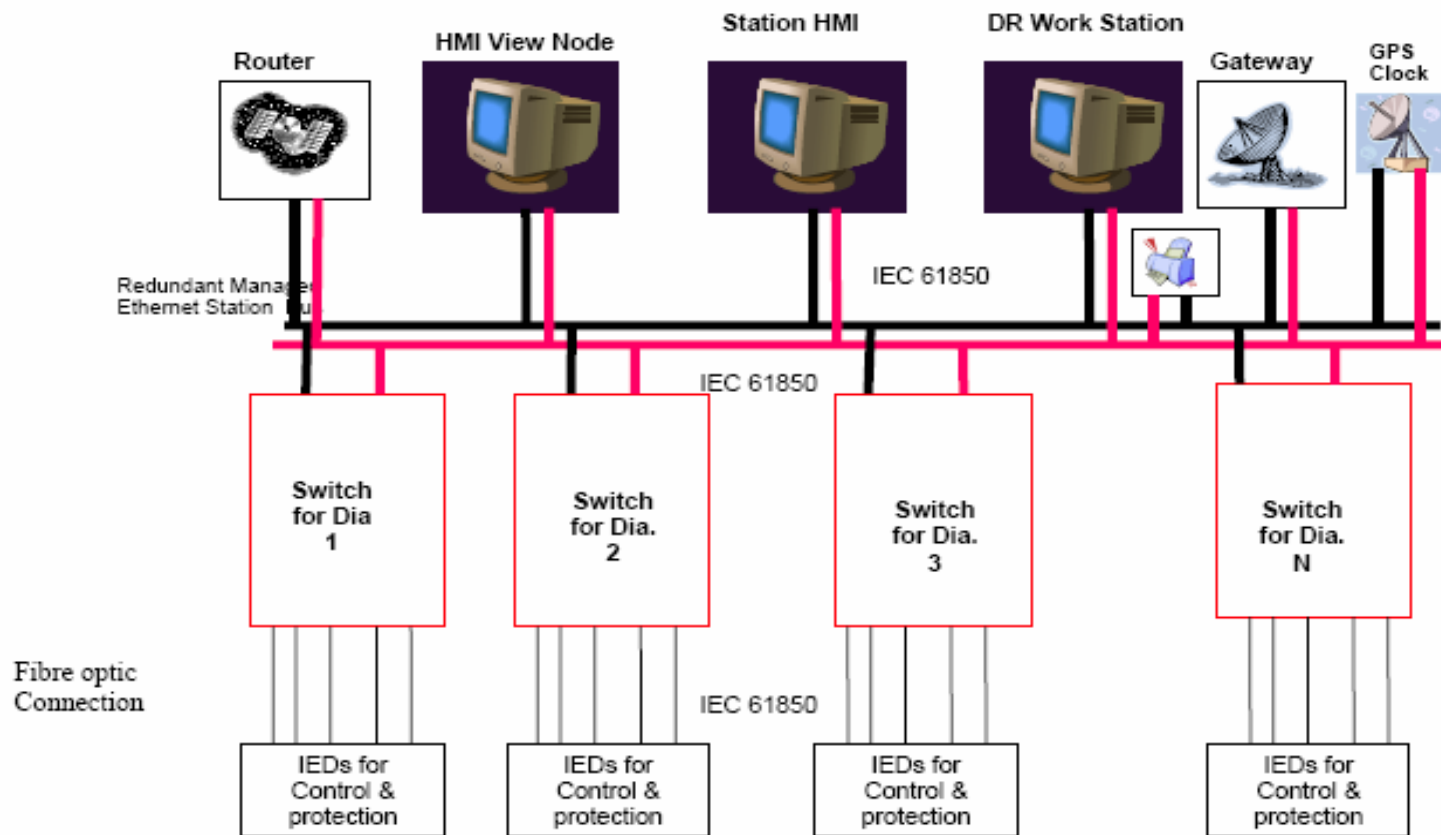 Router
HMI View Node
Station HMI
DR Work Station
Gateway
GPS
Clock
Redundant
Ethernet Station
IEC 61850
IEC 61850
Switch
for Dia
1
Switch
for Dia.
2
Switch
for Dia.
3
Switch
for Dia.
N
Fibre optic
Connection
IEC 61850
IEDs for
Control &
protection
IEDs for
Control &
protection
IEDs for
Control &
protection
IEDs for
Control &
protection